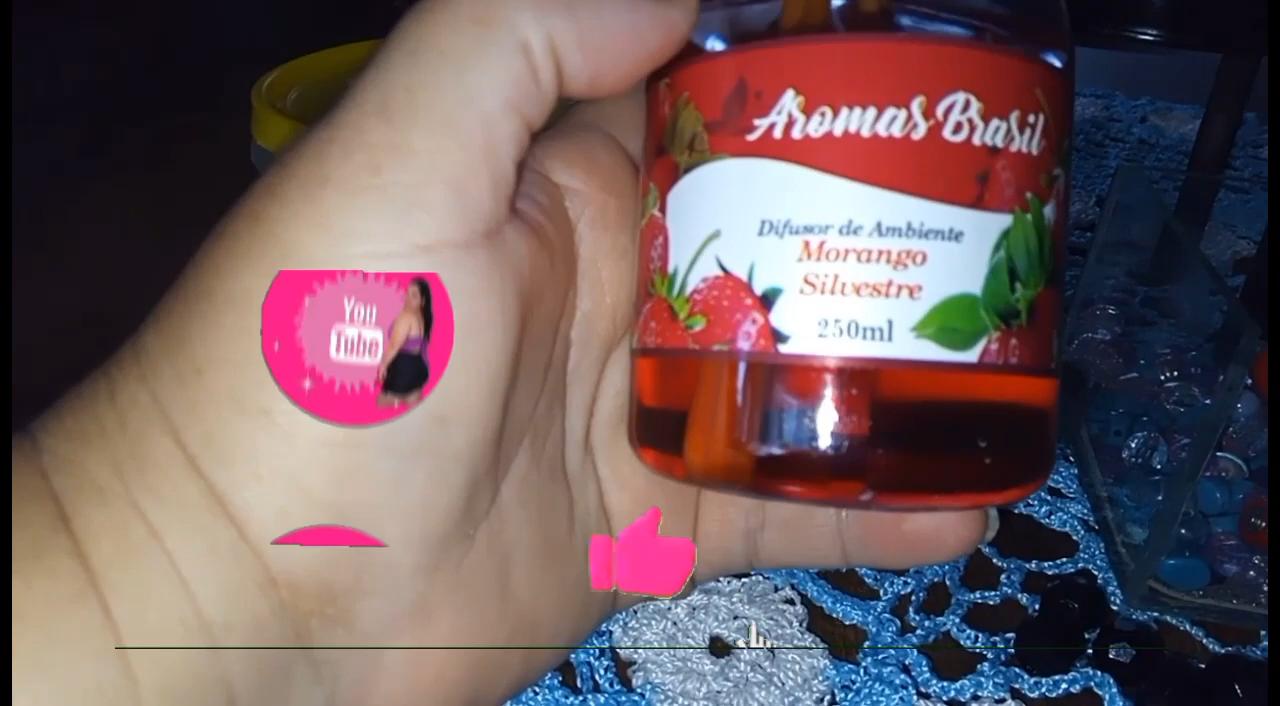 Aromas Brasil
Difusor de Ambiente
Morango
Silvestre
250ml
You
Tube